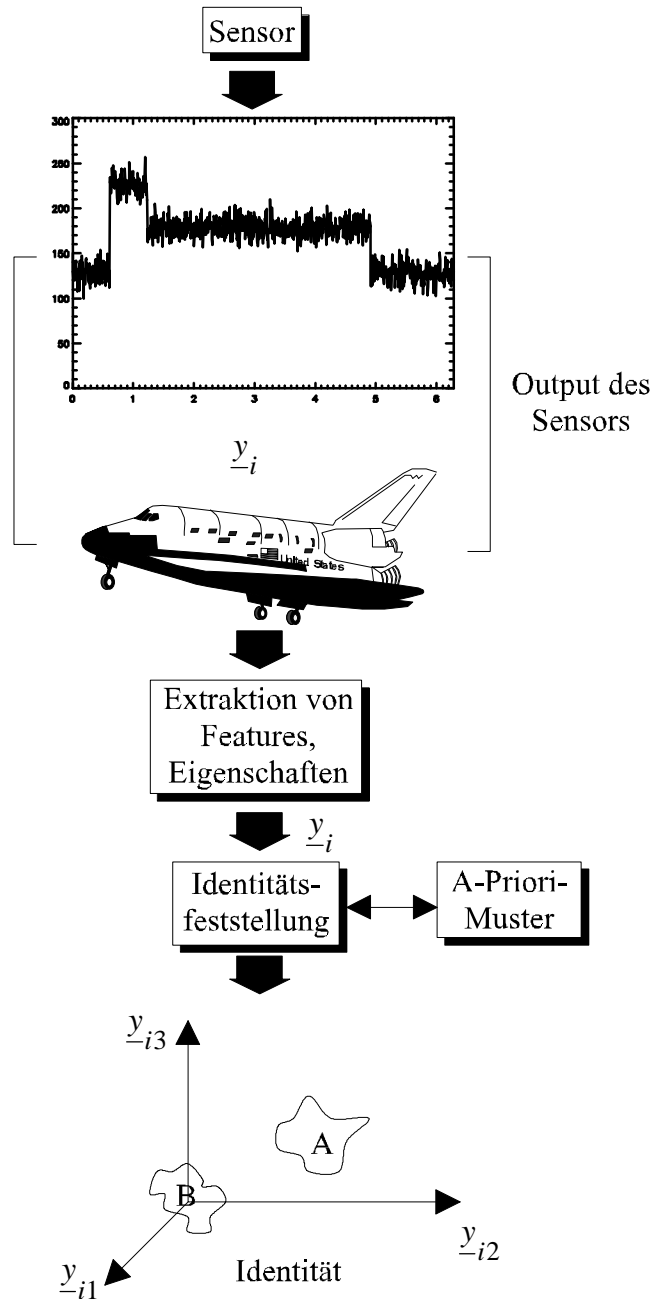 Sensor
300
250
200
150
100
50
0
0 1 2 3 4 5 6
Output des
Sensors
y_i
United States
Extraktion von
Features,
Eigenschaften
y_i
Identitäts-
feststellung
A-Priori-
Muster
y_i3
A
B
y_i2
y_i1
Identität